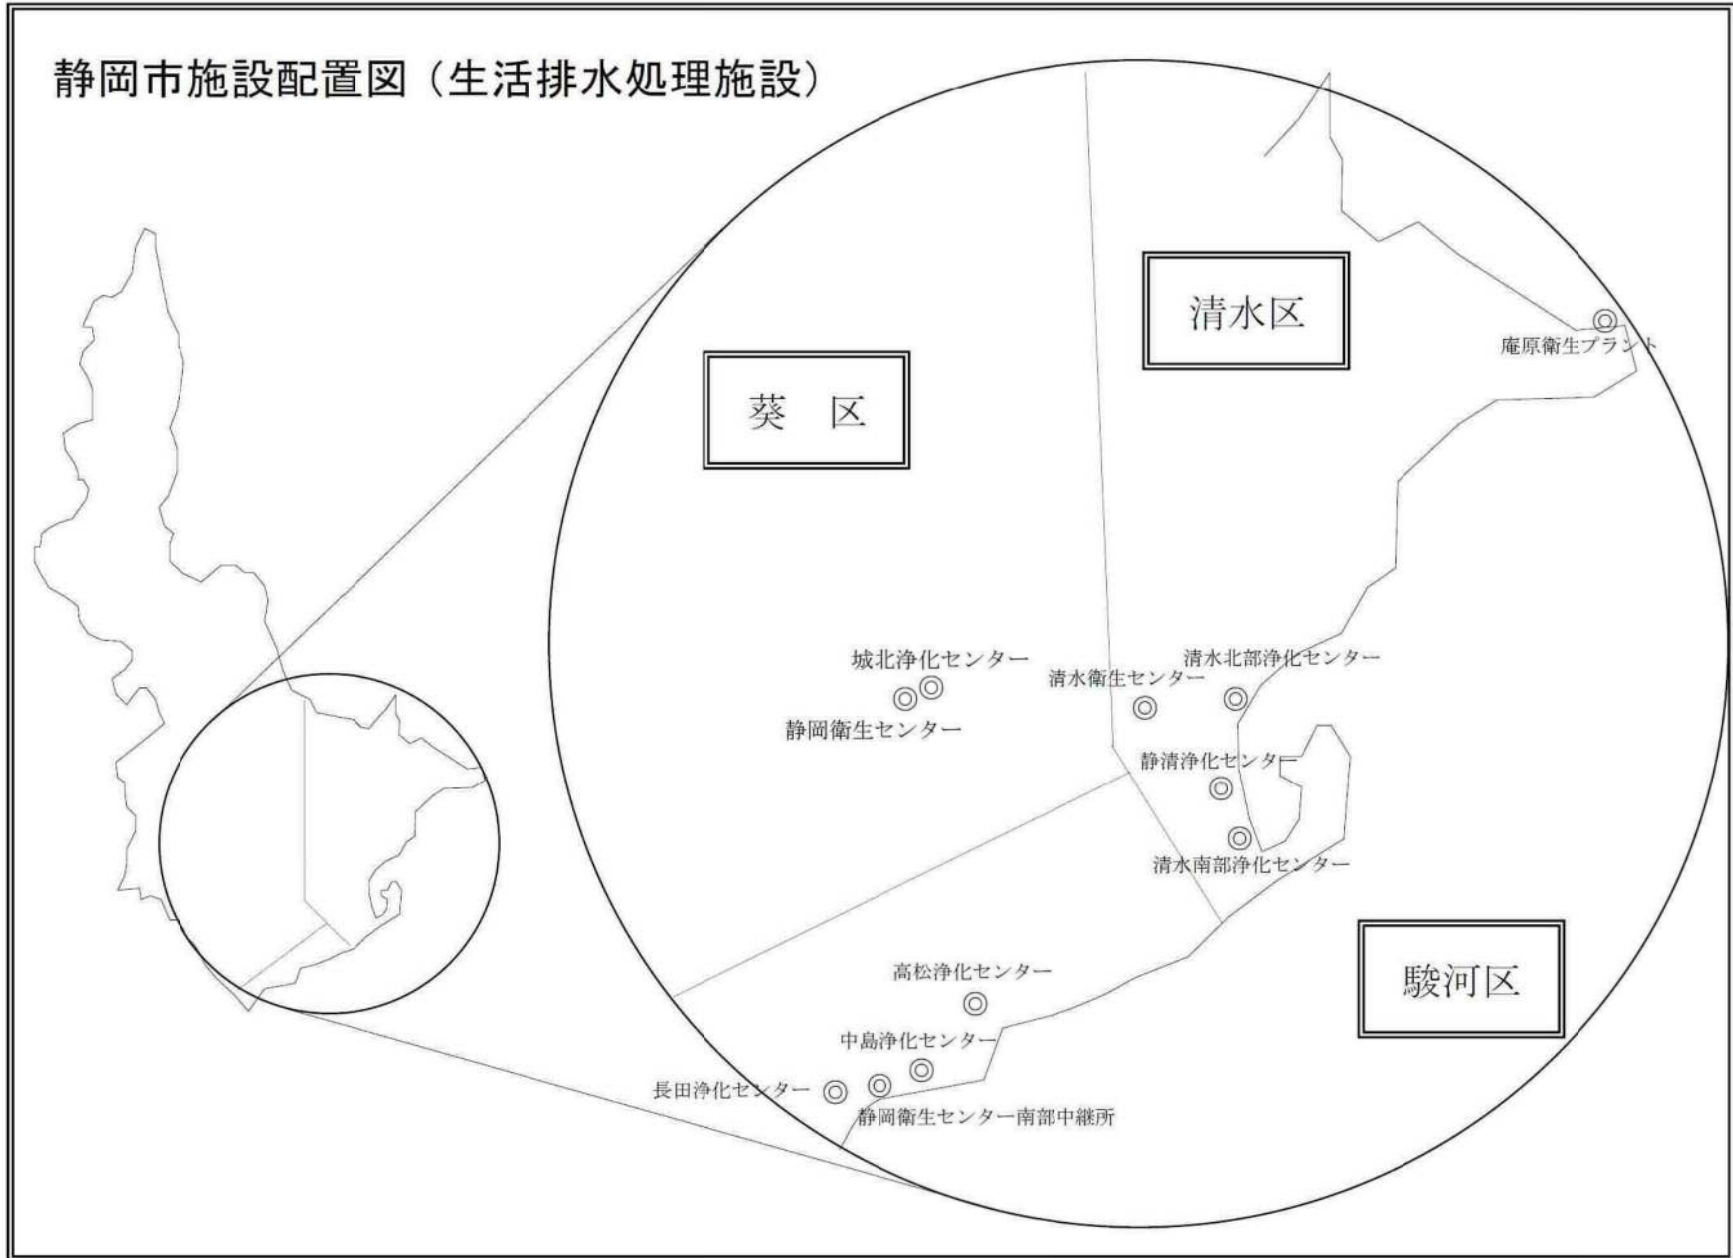 静岡市施設配置図（生活排水処理施設）
清水区
庵原衛生プラント
葵　区
城北浄化センター
清水北部浄化センター
清水衛生センター
静岡衛生センター
静清浄化センター
清水南部浄化センター
高松浄化センター
駿河区
中島浄化センター
長田浄化センター
静岡衛生センター南部中継所